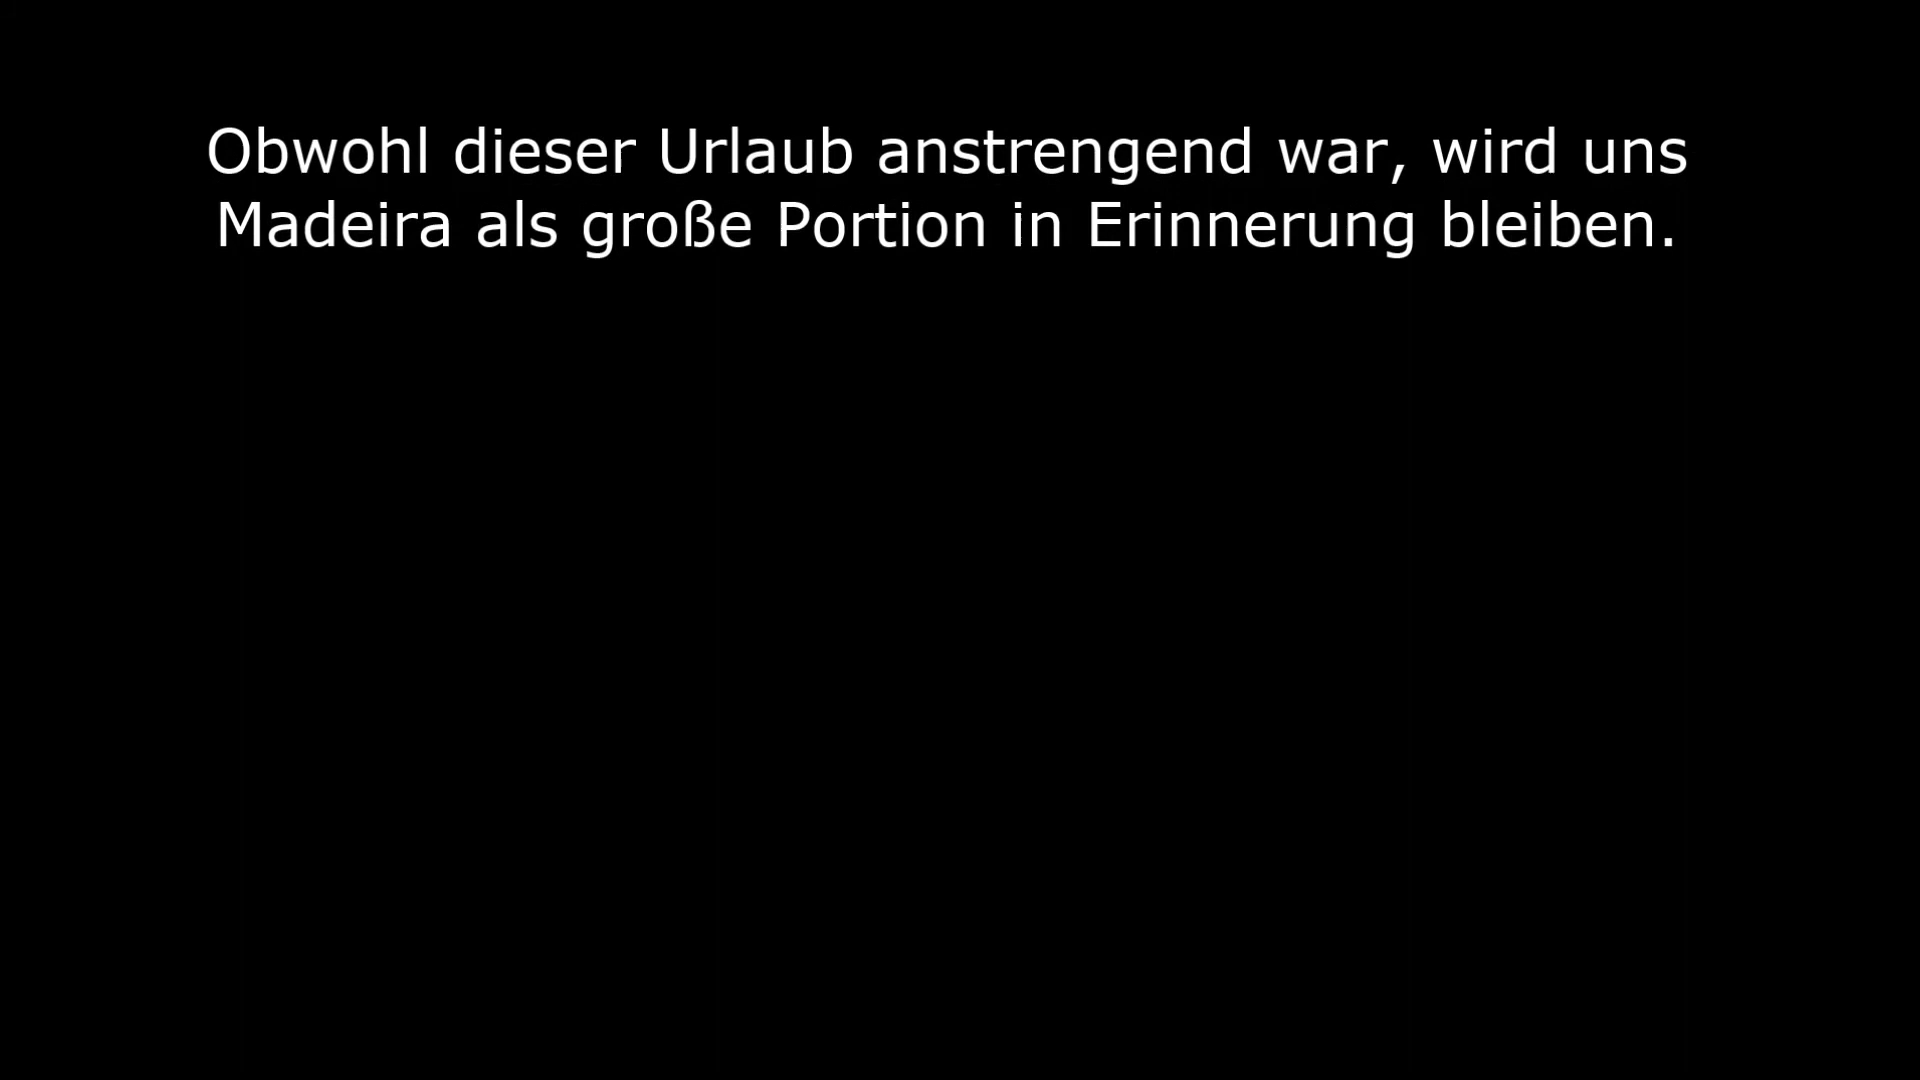 Obwohl dieser Urlaub anstrengend war, wird uns
Madeira als große Portion in Erinnerung bleiben.